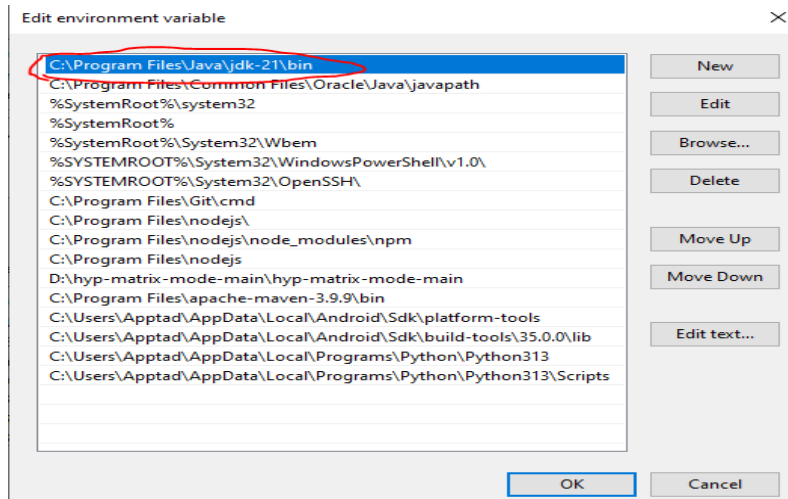 Edit environment variable
C:\Program Files\Java\jdk-21\bin
C:\Program Files\Common Files\Oracle\Java\javapath
%SystemRoot%\system32
%SystemRoot%
%SystemRoot%\System32\Wbem
%SYSTEMROOT%\System32\WindowsPowerShell\v1.0\
%SYSTEMROOT%\System32\OpenSSH\
C:\Program Files\Git\cmd
C:\Program Files\nodejs\
C:\Program Files\nodejs\node_modules\npm
C:\Program Files\nodejs
D:\hyp-matrix-mode-main\hyp-matrix-mode-main
C:\Program Files\apache-maven-3.9.9\bin
C:\Users\Apptad\AppData\Local\Android\Sdk\platform-tools
C:\Users\Apptad\AppData\Local\Android\Sdk\build-tools\35.0.0\lib
C:\Users\Apptad\AppData\Local\Programs\Python\Python313
C:\Users\Apptad\AppData\Local\Programs\Python\Python313\Scripts
New
Edit
Browse...
Delete
Move Up
Move Down
Edit text...
OK
Cancel